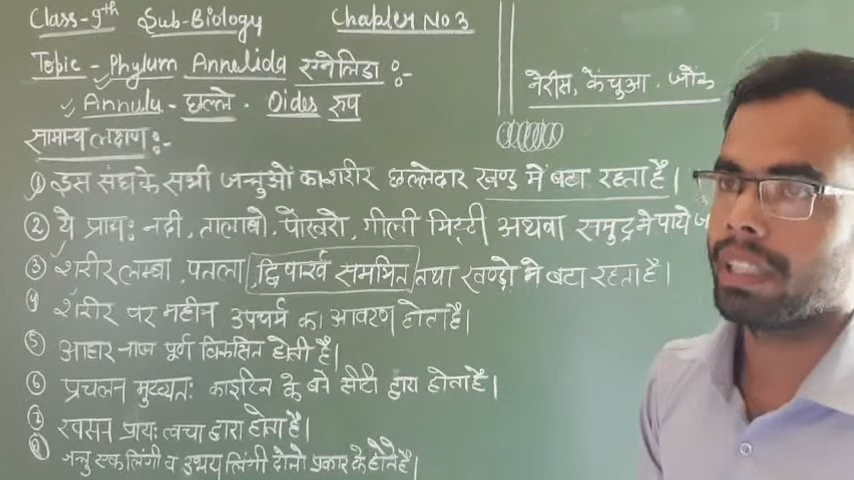 Class-9th Sub-Biology Chapter No 3
Topic - Phylum Annelida एनेलिडा :-
Annulu - छल्ले . Oides रुप
नेरीस, केंचुआ . जोंक
सामान्य लक्षण :-
① इस संघ के सभी जन्तुओं का शरीर छल्लेदार खण्ड में बटा रहता है।
② ये प्रायः नदी, तालाबो, पोखरो, गीली मिट्टी अथवा समुद्र मे पाये
③ शरीर लम्बा, पतला, द्विपार्श्व सममित तथा खण्डो मे बटा रहता है।
④ शरीर पर महीन उपचर्म का आवरण होता है।
⑤ आहार-नाल पूर्ण विकसित होती है।
⑥ प्रचलन मुख्यतः काइटिन के बने सीटी द्वारा होता है।
⑦ श्वसन प्रायः त्वचा द्वारा होता है।
⑧ जन्तु एक लिंगी व उभय लिंगी दोनो प्रकार के होते है।